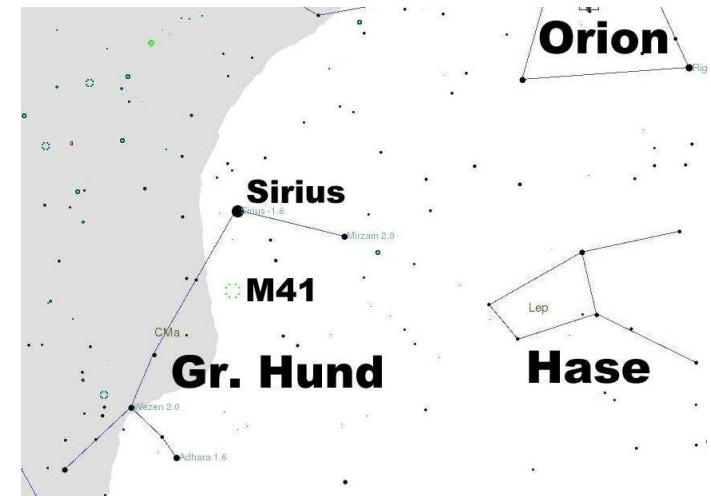 Orion
Rig
Sirius
Sirius -1.6
Mirzam 2.0
M41
Lep
CMa
Gr. Hund
Hase
Wezen 2.0
Adhara 1.6